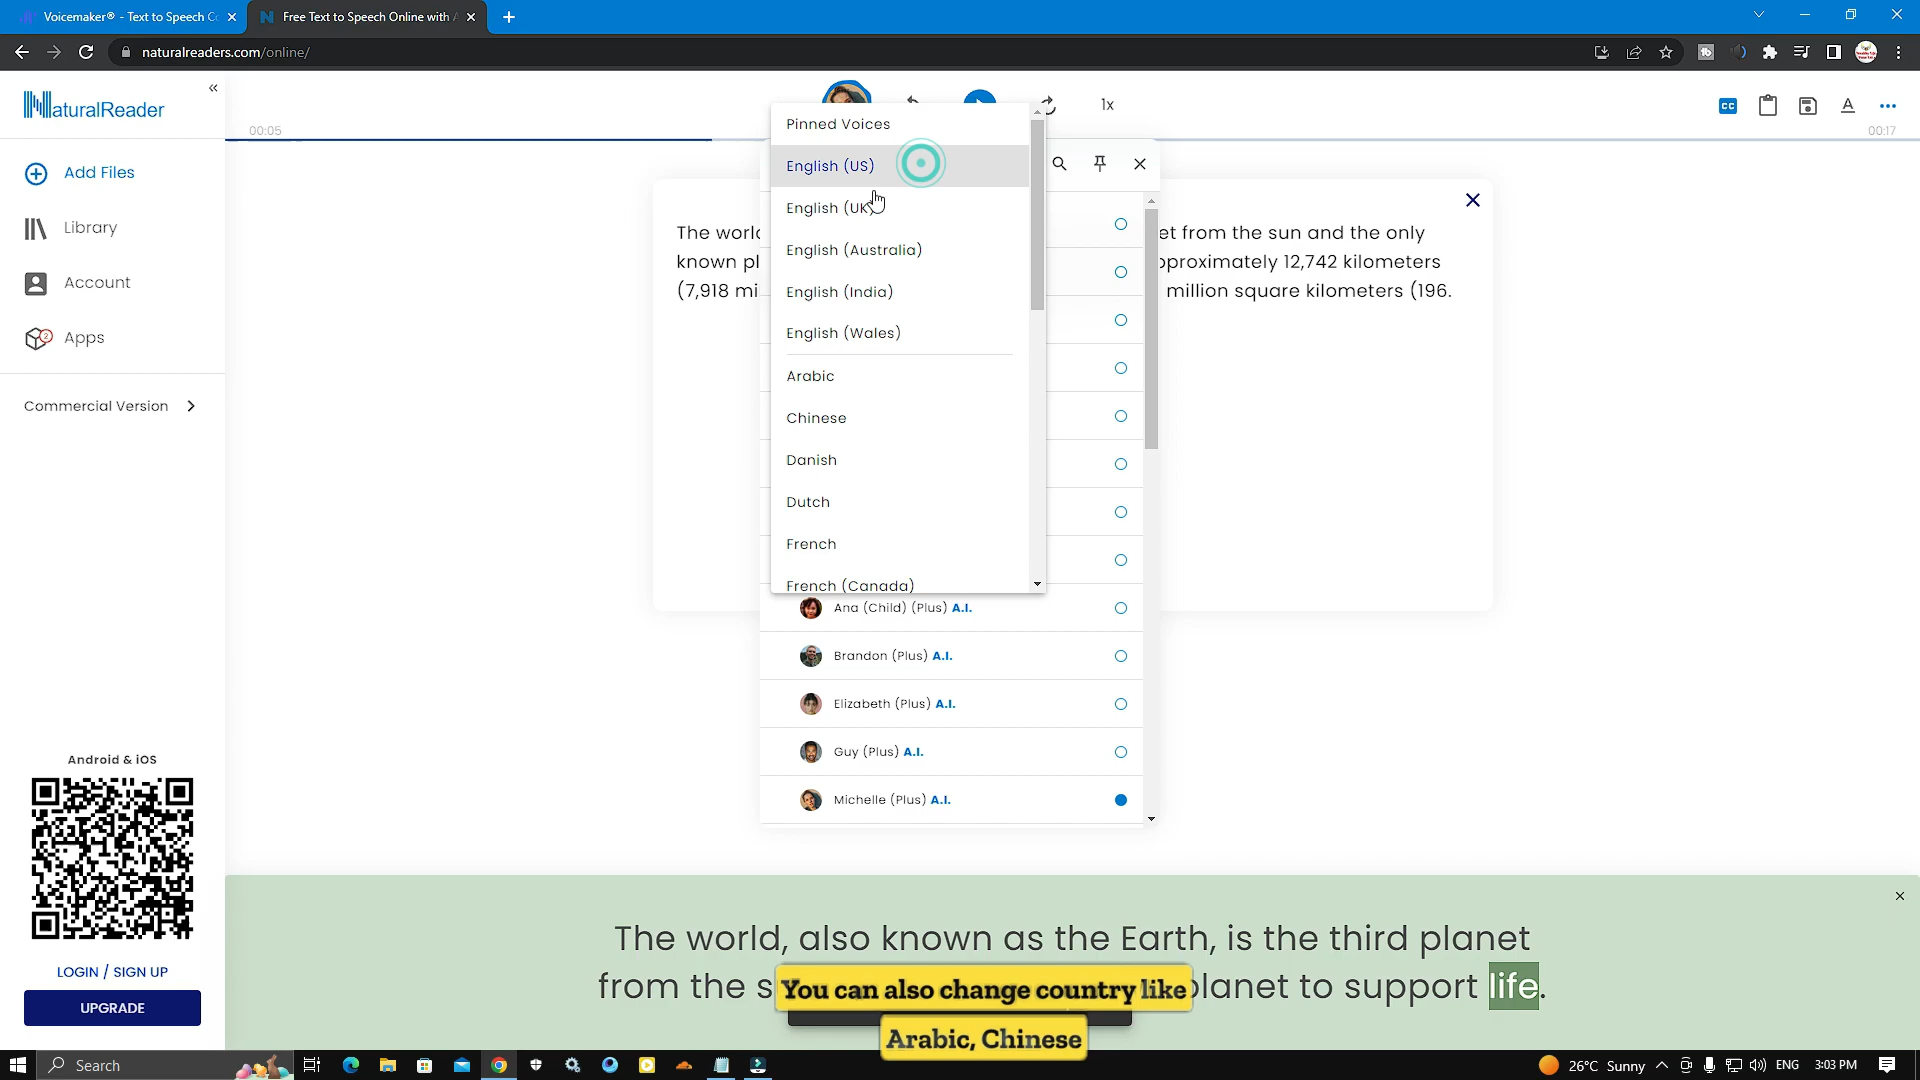 Voicemaker® - Text to Speech Co
Free Text to Speech Online with A
naturalreaders.com/online/
NaturalReader
00:05
1x
CC
00:17
Add Files
Library
Account
2
Apps
Commercial Version
Pinned Voices
English (US)
English (UK)
English (Australia)
English (India)
English (Wales)
Arabic
Chinese
Danish
Dutch
French
French (Canada)
The worl
et from the sun and the only
known pl
pproximately 12,742 kilometers
(7,918 mi
million square kilometers (196.
Ana (Child) (Plus) A.I.
Brandon (Plus) A.I.
Elizabeth (Plus) A.I.
Guy (Plus) A.I.
Michelle (Plus) A.I.
Android & iOS
LOGIN / SIGN UP
UPGRADE
The world, also known as the Earth, is the third planet
from the s planet to support life.
You can also change country like
Arabic, Chinese
Search
26°C Sunny
ENG
3:03 PM